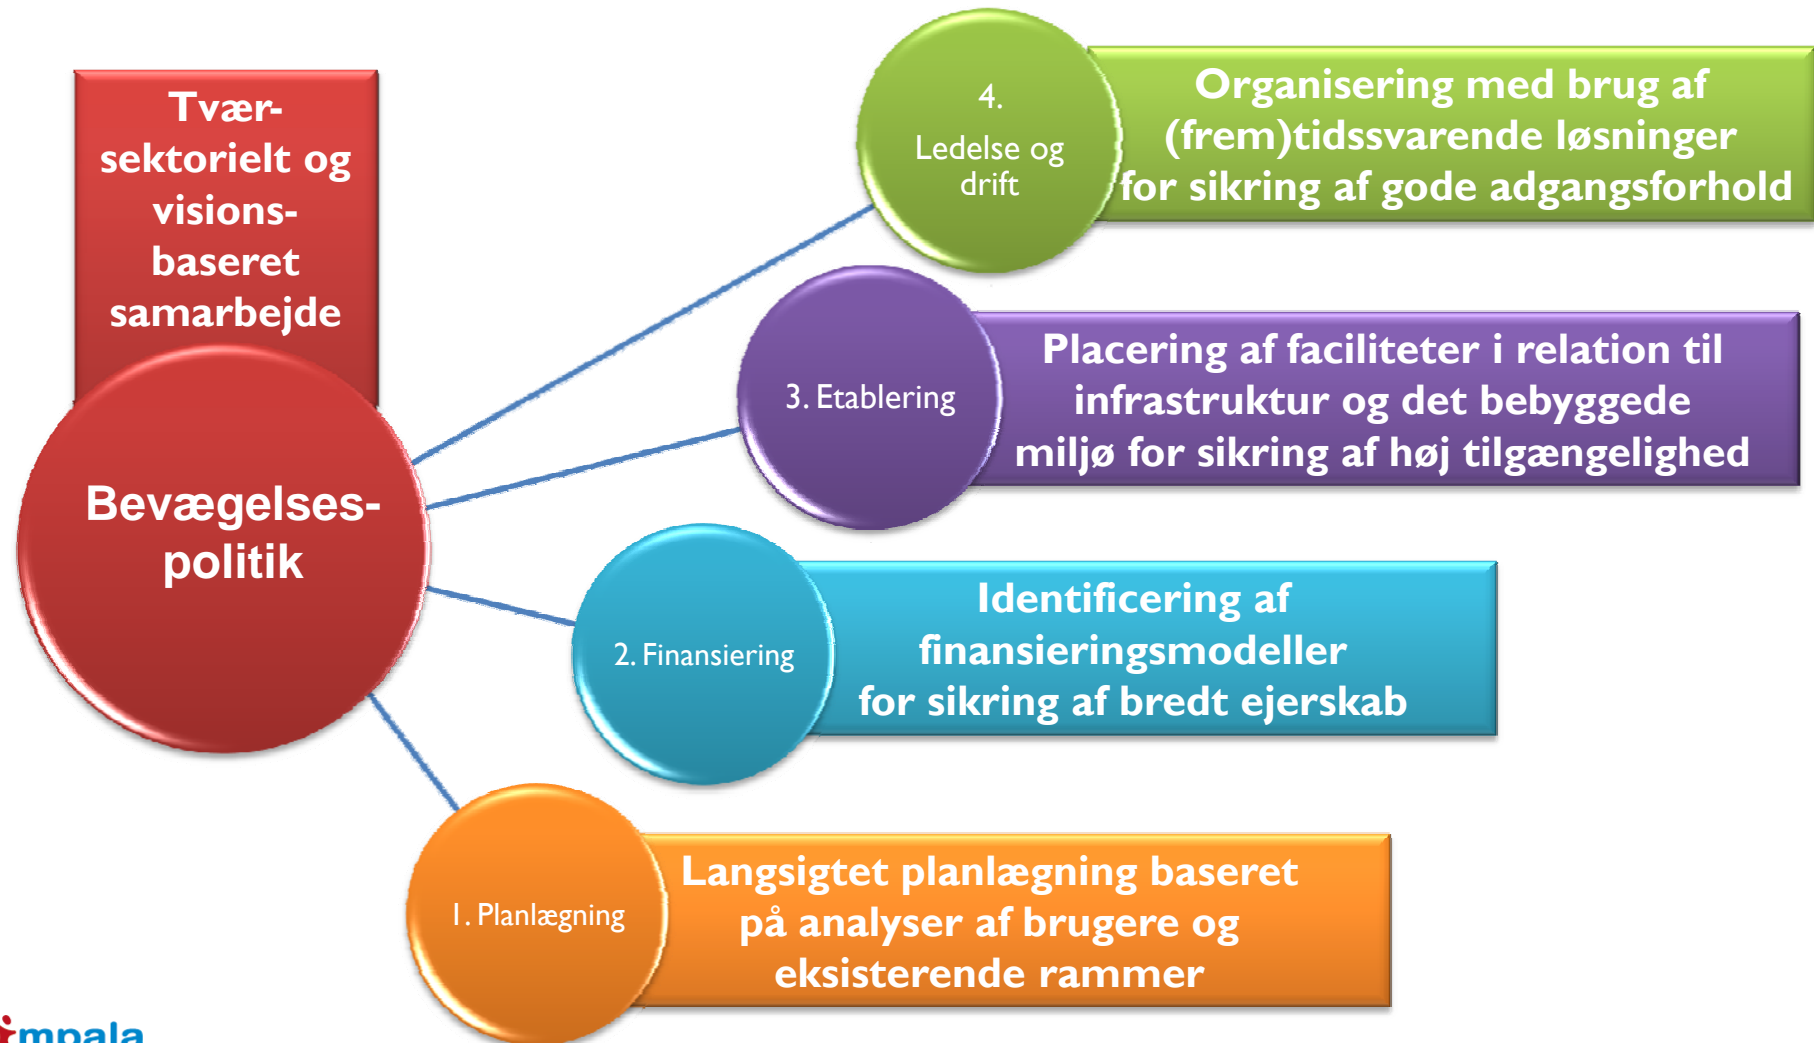 Tvær-
sektorielt og
visions-
baseret
samarbejde
Bevægelses-
politik
4.
Ledelse og
drift
Organisering med brug af
(frem)tidssvarende løsninger
for sikring af gode adgangsforhold
3. Etablering
Placering af faciliteter i relation til
infrastruktur og det bebyggede
miljø for sikring af høj tilgængelighed
2. Finansiering
Identificering af
finansieringsmodeller
for sikring af bredt ejerskab
1. Planlægning
Langsigtet planlægning baseret
på analyser af brugere og
eksisterende rammer
impala